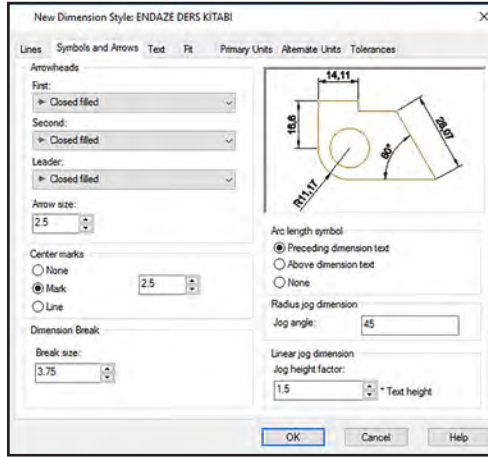 New Dimension Style: ENDAZE DERS KİTABI
Lines Symbols and Arrows Text Fit Primary Units Alternate Units Tolerances
Arrowheads
First:
Closed filled
Second:
Closed filled
Leader:
Closed filled
Arrow size:
2.5
Center marks
None
Mark
Line
2.5
Dimension Break
Break size:
3.75
14,11
16,6
28,07
60°
R11,17
Arc length symbol
Preceding dimension text
Above dimension text
None
Radius jog dimension
Jog angle: 45
Linear jog dimension
Jog height factor:
1.5 * Text height
OK Cancel Help